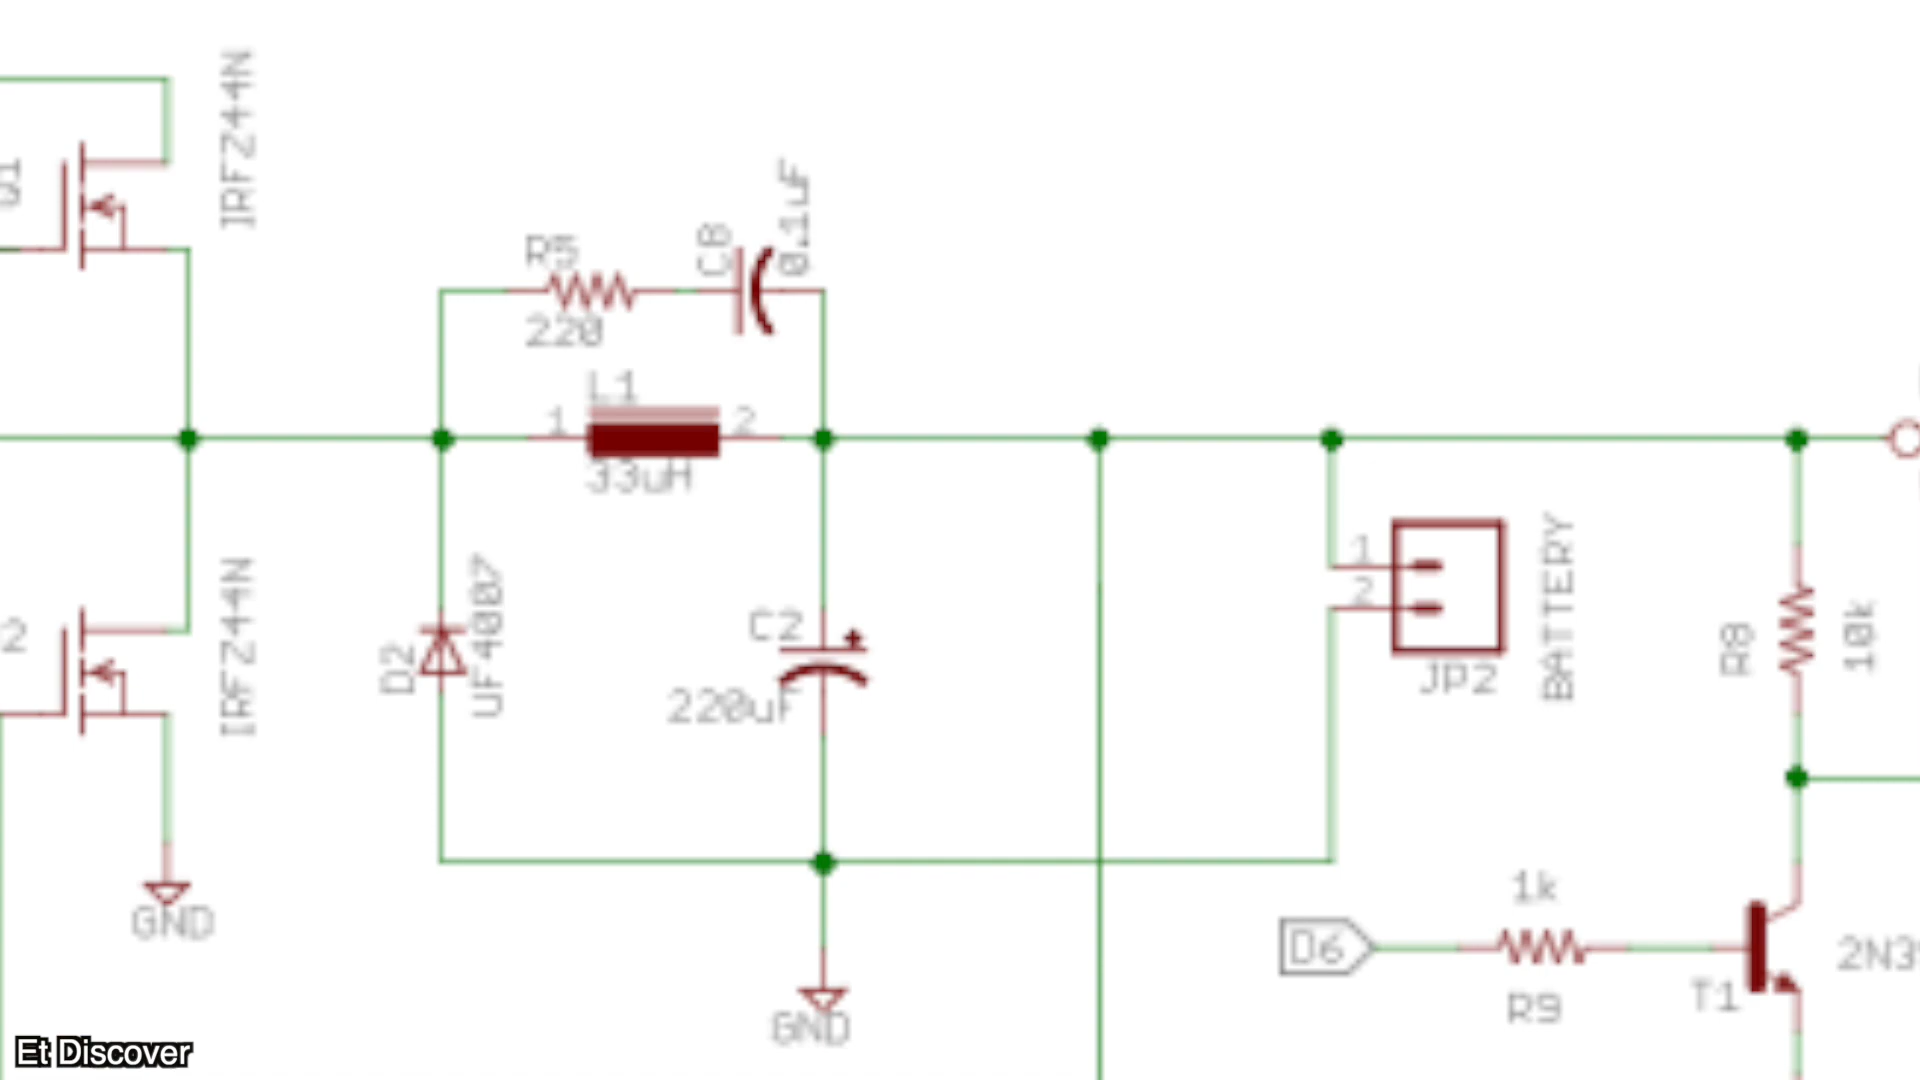 IRFZ44N
R5
220
C8
0.1uF
L1
1
2
33uH
IRFZ44N
D2
UF4007
C2
220uF
GND
GND
1
2
JP2
BATTERY
R8
10k
1k
D6
R9
T1
Et Discover